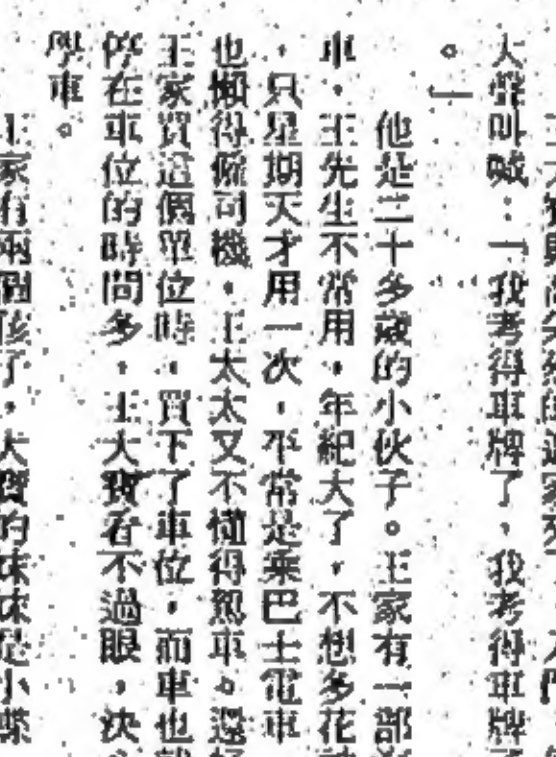 大聲叫喊：「我考得車牌了，我考得車牌了
。」
他是二十多歲的小伙子。王家有一部
車，王先生不常用，年紀大了，不想多花
，只星期天才用一次，平常是乘巴士電車
也懶得僱司機，王太太又不懂得駕車。還好
王家買這個單位時，買下了車位，而車也就
停在車位的時間多，王大寶看不過眼，決
學車。
王家有兩個孩子，大寶的妹妹是小蝶